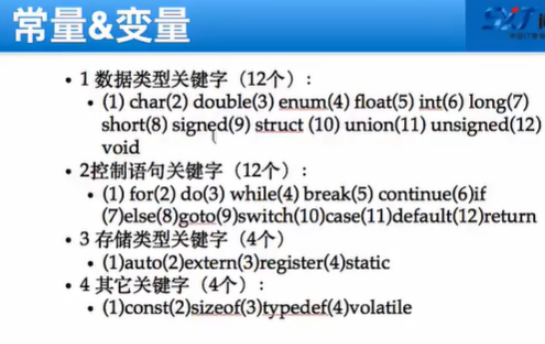 常量&变量
SXT
• 1 数据类型关键字（12个）:
• (1) char(2) double(3) enum(4) float(5) int(6) long(7)
short(8) signed(9) struct (10) union(11) unsigned(12)
void
• 2控制语句关键字（12个）:
• (1) for(2) do(3) while(4) break(5) continue(6)if
(7)else(8)goto(9)switch(10)case(11)default(12)return
• 3 存储类型关键字（4个）
• (1)auto(2)extern(3)register(4)static
• 4 其它关键字（4个）:
• (1)const(2)sizeof(3)typedef(4)volatile